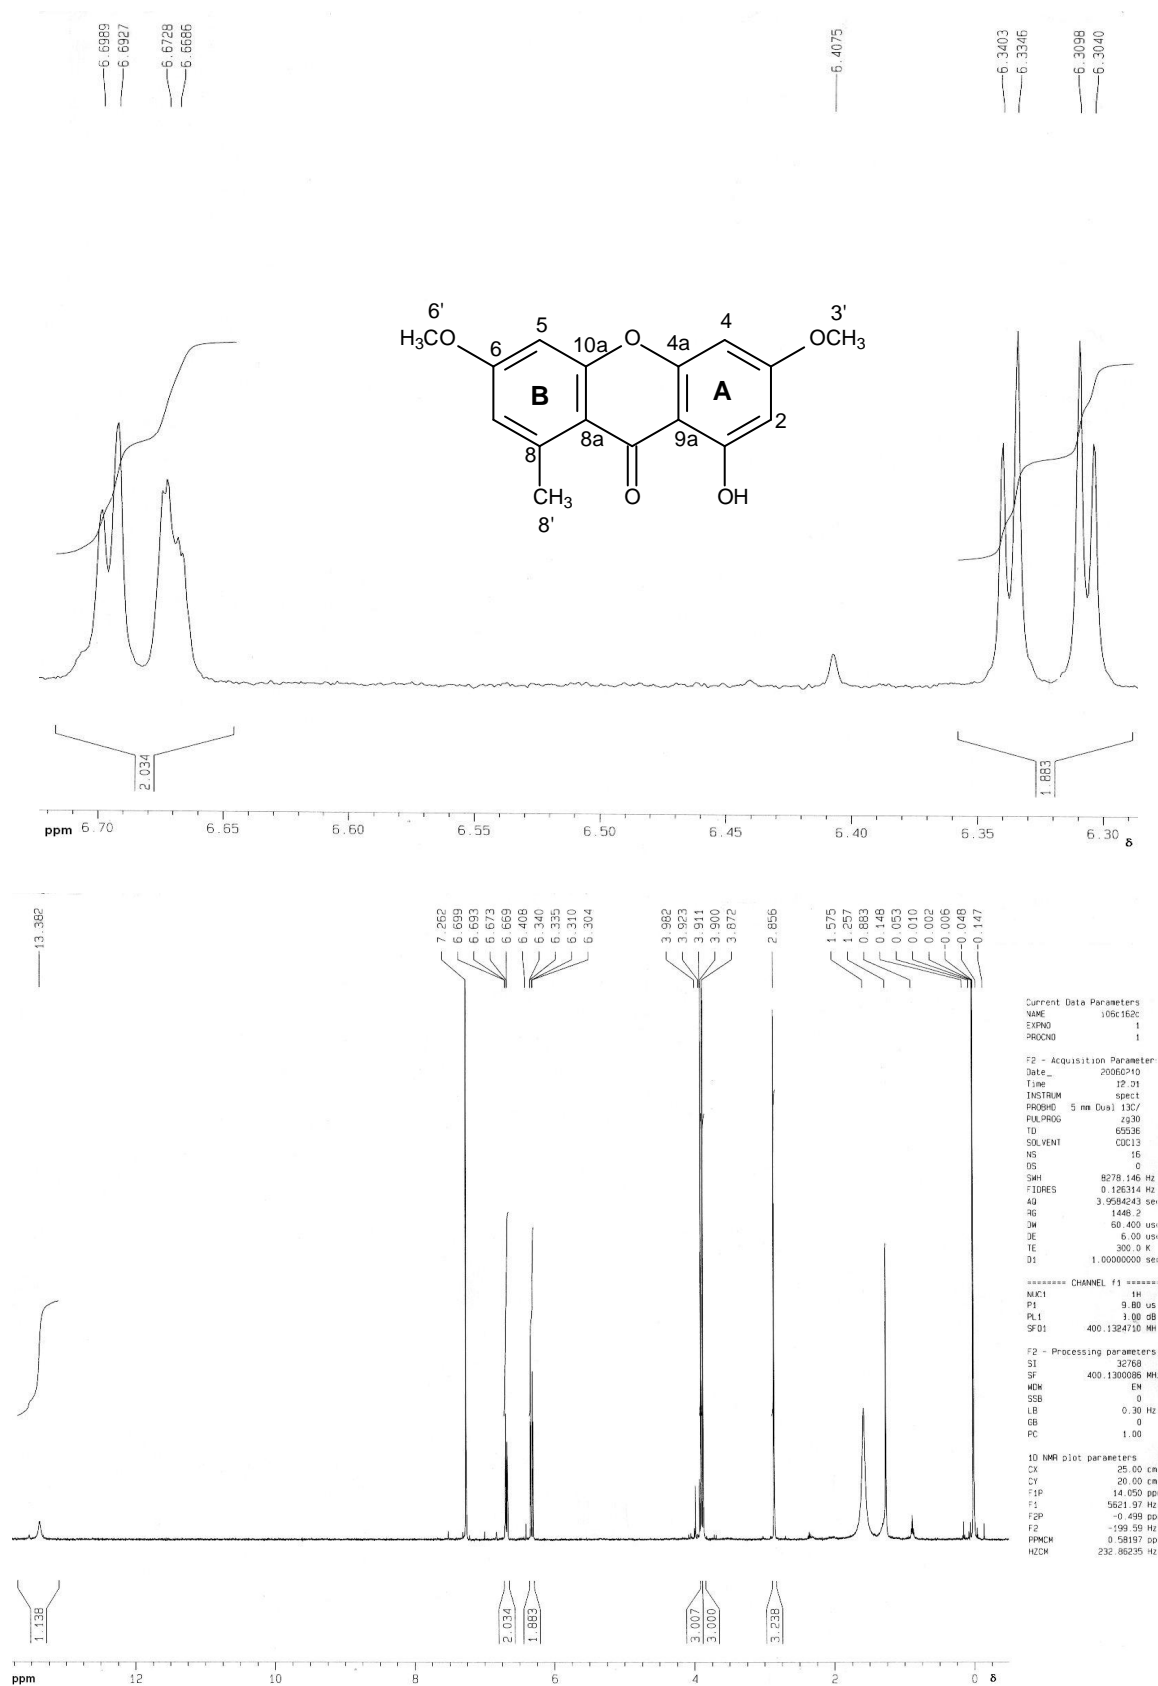 6.6989
6.6927
6.6728
6.6686
6.4075
6.3403
6.3346
6.3098
6.3040
6'
H3CO
5
6
10a
O
4a
4
3'
OCH3
B
A
8
8a
9a
2
CH3
8'
O
OH
2.034
1.883
ppm 6.70 6.65 6.60 6.55 6.50 6.45 6.40 6.35 6.30 δ
13.382
7.262
6.699
6.693
6.673
6.669
6.408
6.340
6.335
6.310
6.304
3.982
3.923
3.911
3.900
3.872
2.856
1.575
1.257
0.883
0.148
0.053
0.010
0.002
-0.006
-0.048
-0.147
Current Data Parameters
NAME i06c162c
EXPNO 1
PROCNO 1
F2 - Acquisition Parameter
Date_ 20060210
Time 12.01
INSTRUM spect
PROBHD 5 mm Dual 13C/
PULPROG zg30
TD 65536
SOLVENT CDCl3
NS 16
DS 0
SWH 8278.146 Hz
FIDRES 0.126314 Hz
AQ 3.9584243 sec
RG 1448.2
DW 60.400 us
DE 6.00 us
TE 300.0 K
D1 1.00000000 sec
======== CHANNEL f1 ======
NUC1 1H
P1 9.80 us
PL1 3.00 dB
SFO1 400.1324710 MH
F2 - Processing parameters
SI 32768
SF 400.1300086 MH
WDW EM
SSB 0
LB 0.30 Hz
GB 0
PC 1.00
1D NMR plot parameters
CX 25.00 cm
CY 20.00 cm
F1P 14.050 pp
F1 5621.97 Hz
F2P -0.499 pp
F2 -199.59 Hz
PPMCM 0.58197 pp
HZCM 232.86235 Hz
1.138
2.034
1.883
3.007
3.000
3.238
ppm 12 10 8 6 4 2 0 δ